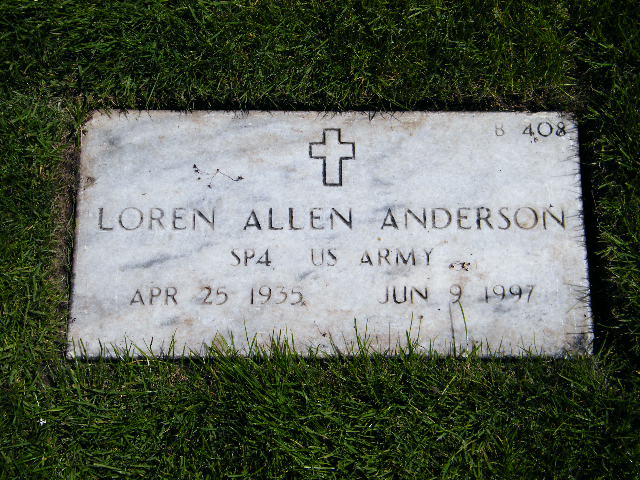 B 408
LOREN ALLEN ANDERSON
SP4 US ARMY
APR 25 1935 JUN 9 1997